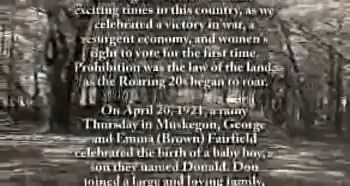 exciting times in this country, as we
celebrated a victory in war, a
resurgent economy, and women's
right to vote for the first time.
Prohibition was the law of the land,
as the Roaring 20s began to roar.
On April 20, 1921, a rainy
Thursday in Muskegon, George
and Emma (Brown) Fairfield
celebrated the birth of a baby boy, a
son they named Donald. Don
joined a large and loving family,